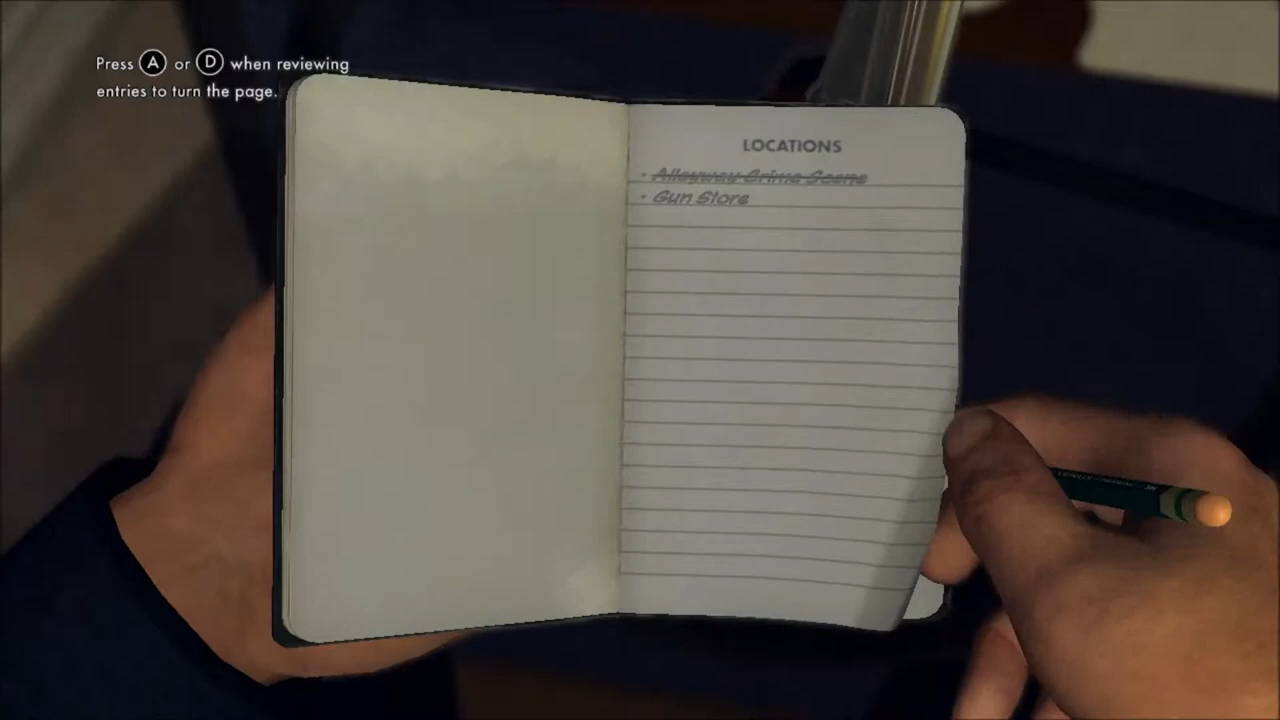 Press A or D when reviewing
entries to turn the page.
LOCATIONS
· Alleyway Crime Scene
· Gun Store